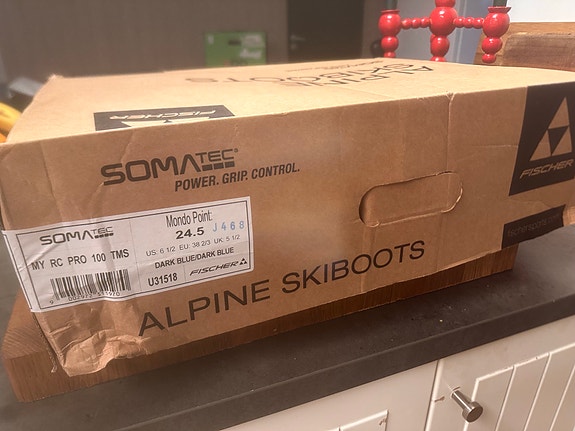 ALPINE
SKIBOOTS
FISCHER
SOMATEC
POWER. GRIP. CONTROL.
FISCHER
SOMATEC
MY RC PRO 100 TMS
Mondo Point:
24.5 J468
US: 6 1/2 EU: 38 2/3 UK: 5 1/2
DARK BLUE/DARK BLUE
U31518 FISCHER
ALPINE SKIBOOTS